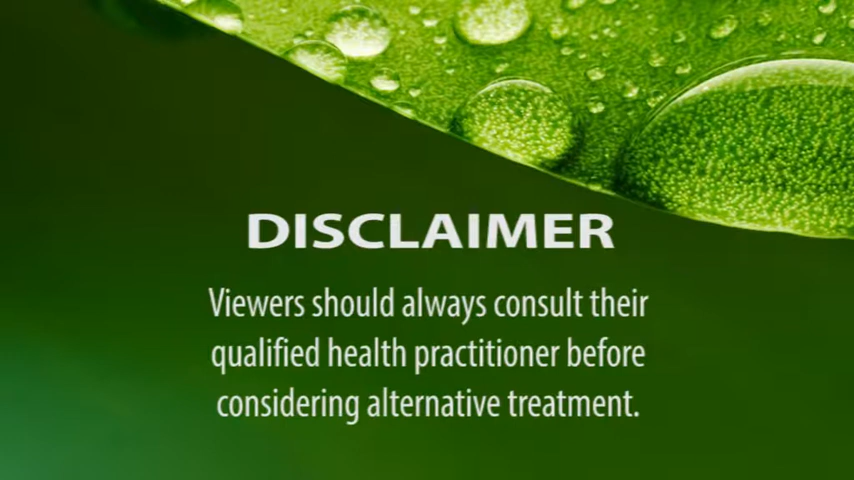 DISCLAIMER
Viewers should always consult their
qualified health practitioner before
considering alternative treatment.